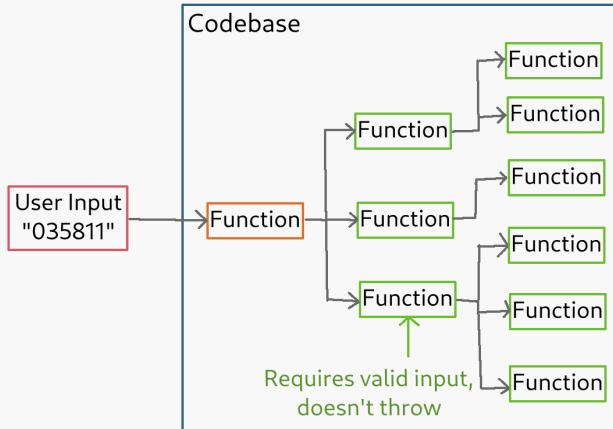 Codebase
Function
Function
Function
User Input
"035811"
Function
Function
Function
Function
Function
Function
Function
Requires valid input,
doesn't throw
Function